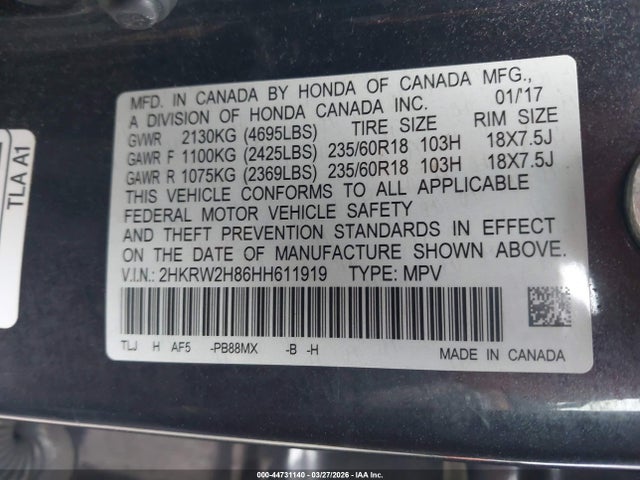 MFD. IN CANADA BY HONDA OF CANADA MFG.,
A DIVISION OF HONDA CANADA INC. 01/'17
GVWR 2130KG (4695LBS) TIRE SIZE RIM SIZE
GAWR F 1100KG (2425LBS) 235/60R18 103H 18X7.5J
GAWR R 1075KG (2369LBS) 235/60R18 103H 18X7.5J
THIS VEHICLE CONFORMS TO ALL APPLICABLE
FEDERAL MOTOR VEHICLE SAFETY
AND THEFT PREVENTION STANDARDS IN EFFECT
ON THE DATE OF MANUFACTURE SHOWN ABOVE.
V.I.N.: 2HKRW2H86HH611919 TYPE: MPV
TLJ H AF5 -PB88MX -B -H
MADE IN CANADA
TLA A1
000-44731140 - 03/27/2026 - IAA Inc.